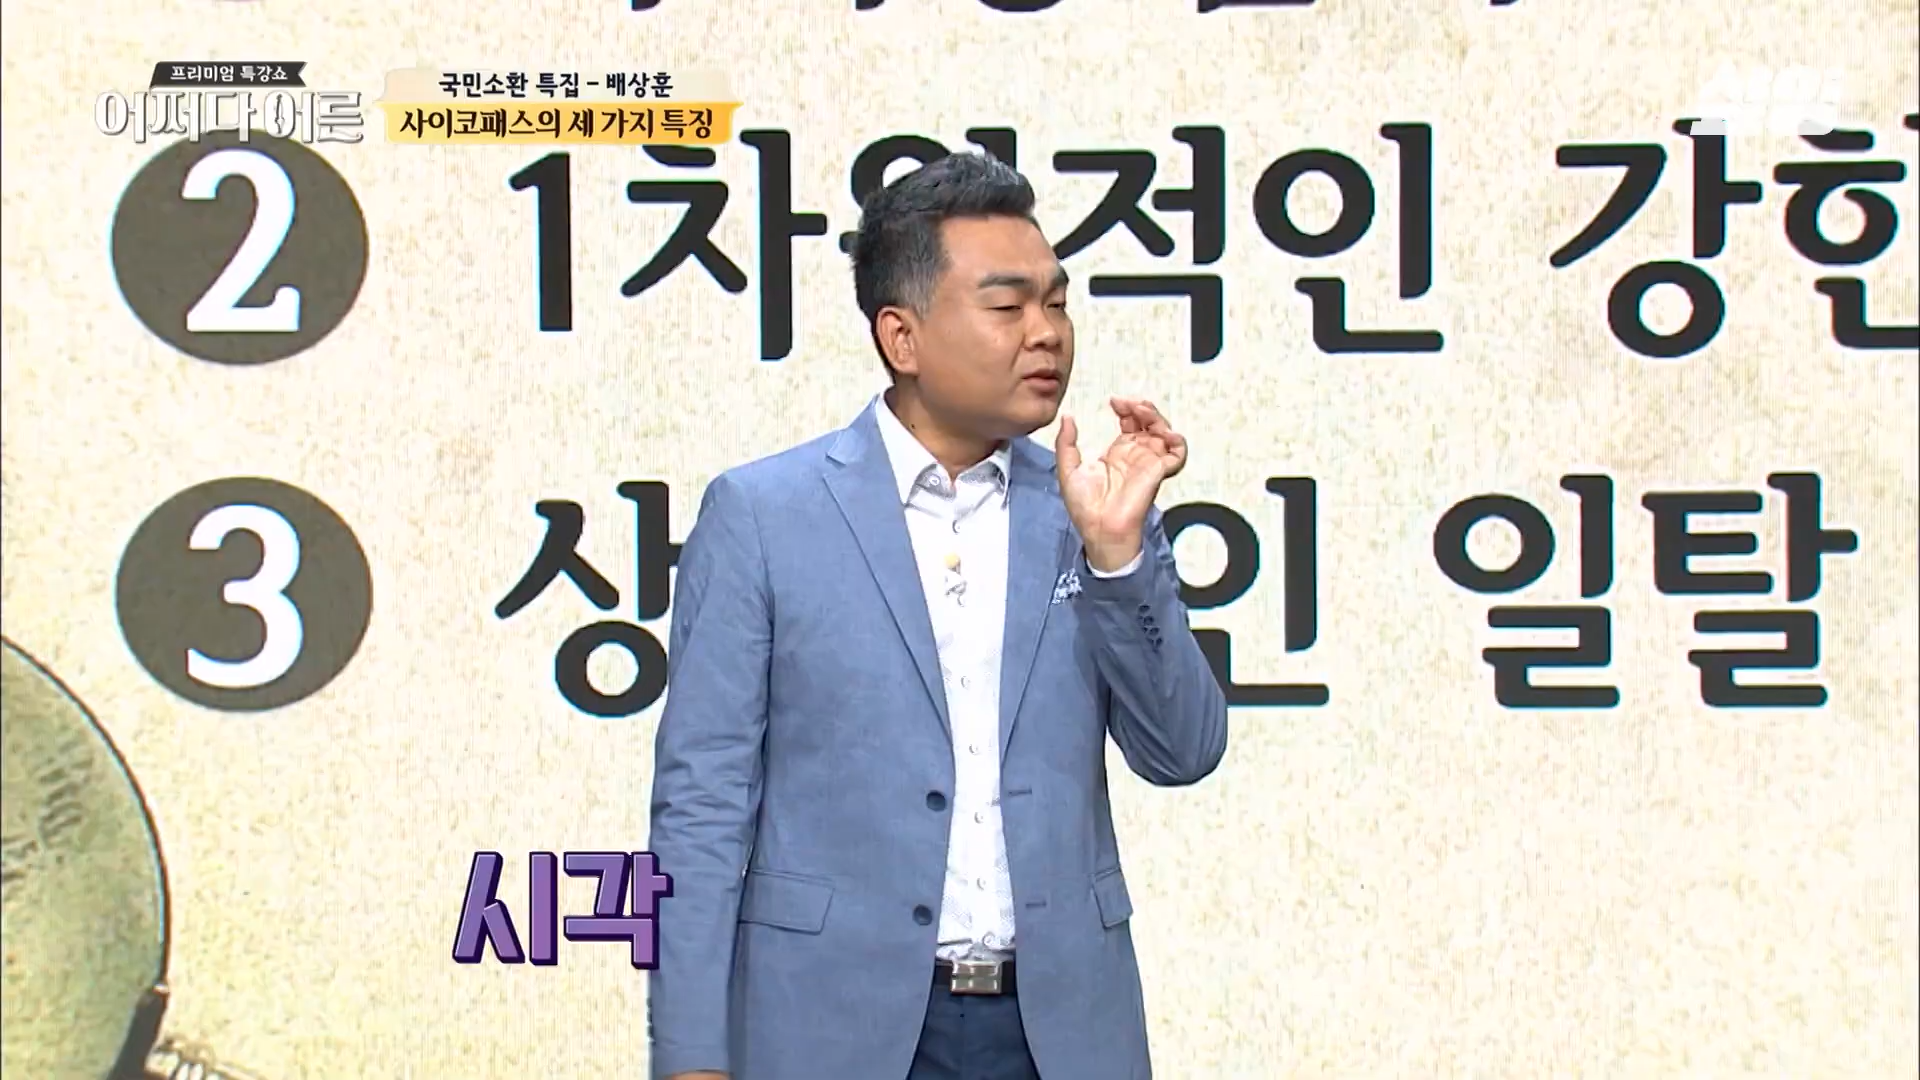 프리미엄 특강쇼
어쩌다 어른
국민소환 특집 - 배상훈
사이코패스의 세 가지 특징
2 1차원적인 강한
3 상 인 일탈
시각